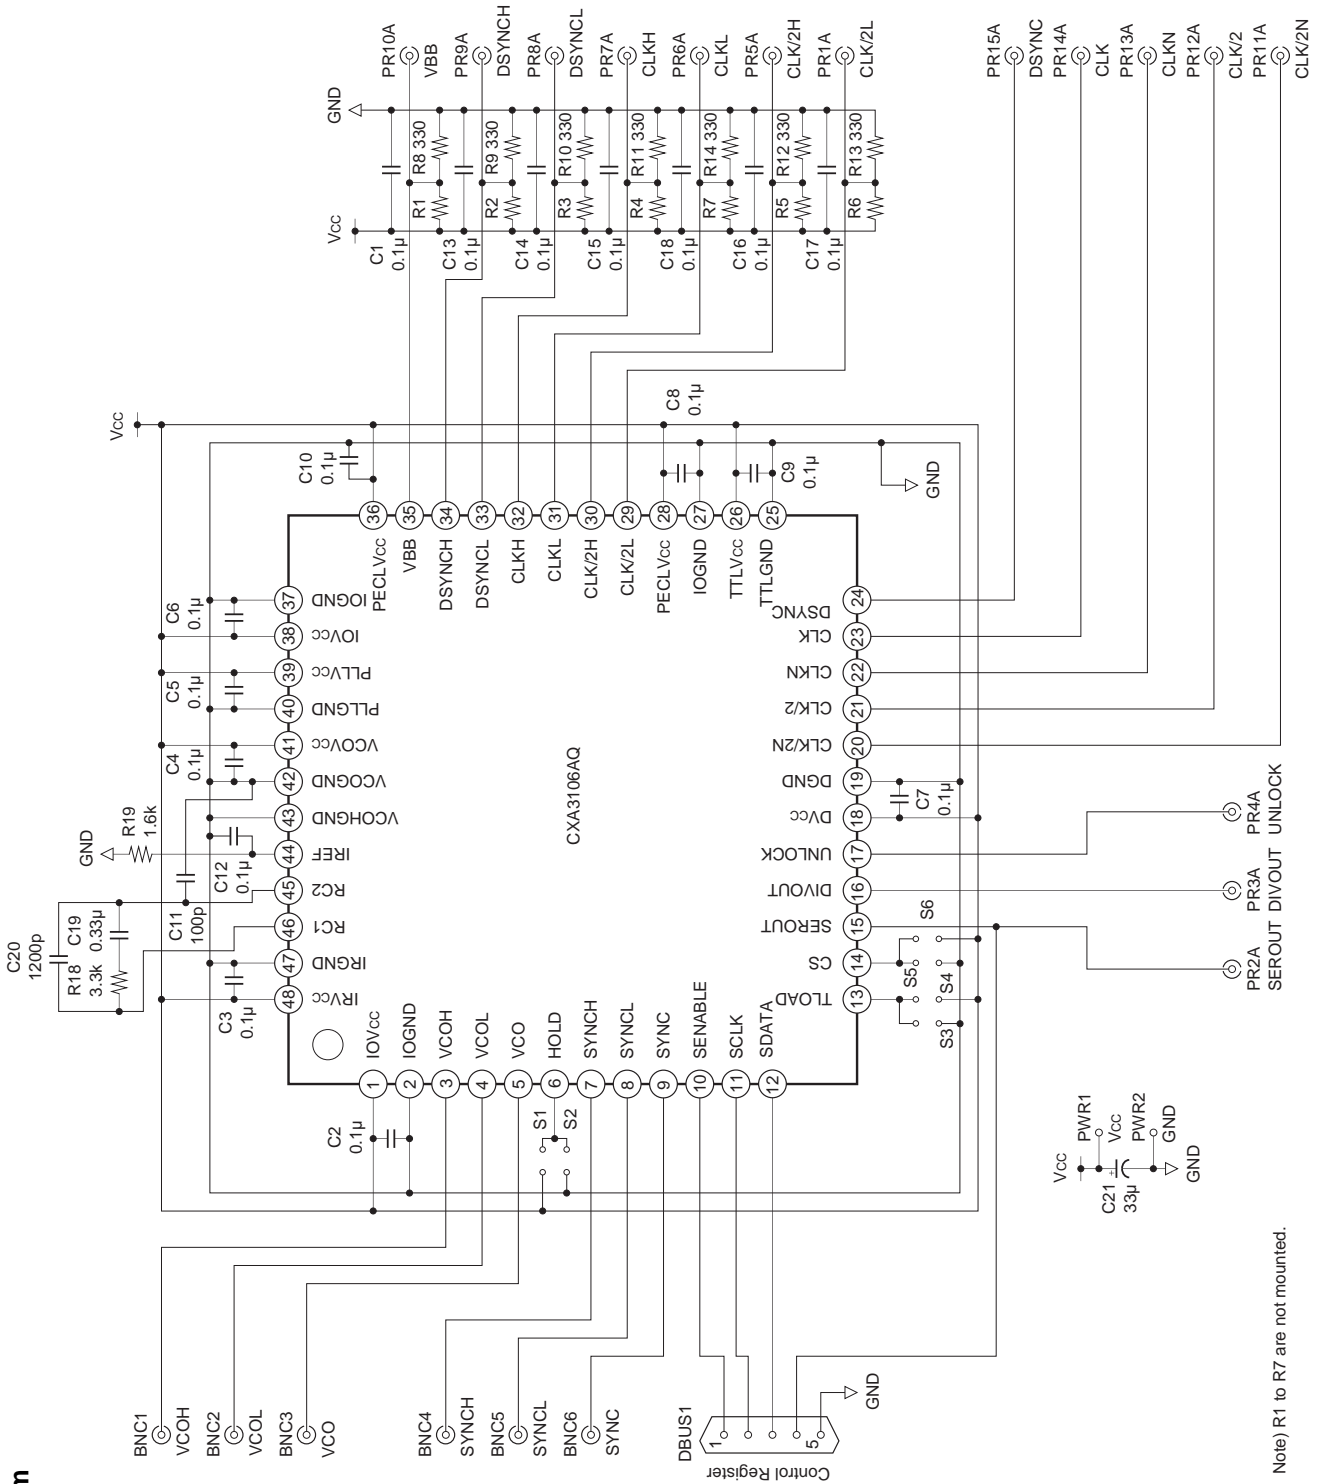 PR10A
VBB
PR9A
DSYNCH
PR8A
DSYNCL
PR7A
CLKH
PR6A
CLKL
PR5A
CLK/2H
PR1A
CLK/2L
PR15A
DSYNC
PR14A
CLK
PR13A
CLKN
PR12A
CLK/2
PR11A
CLK/2N
GND
R8 330
R9 330
R10 330
R11 330
R14 330
R12 330
R13 330
R1
R2
R3
R4
R7
R5
R6
Vcc
C1
0.1µ
C13
0.1µ
C14
0.1µ
C15
0.1µ
C18
0.1µ
C16
0.1µ
C17
0.1µ
Vcc
C10
0.1µ
C8
0.1µ
C9
0.1µ
GND
36
35
34
33
32
31
30
29
28
27
26
25
PECLVcc
VBB
DSYNCH
DSYNCL
CLKH
CLKL
CLK/2H
CLK/2L
PECLVcc
IOGND
TTLVcc
TTLGND
C6
0.1µ
C5
0.1µ
C4
0.1µ
GND
R19
1.6k
C12
0.1µ
C11
100p
C20
1200p
C19
0.33µ
R18
3.3k
C3
0.1µ
37
IOGND
38
IOVcc
39
PLLVcc
40
PLLGND
41
VCOVcc
42
VCOGND
43
VCOHGND
44
IREF
45
RC2
46
RC1
47
IRGND
48
IRVcc
CXA3106AQ
DSYNC
24
CLK
23
CLKN
22
CLK/2
21
CLK/2N
20
DGND
19
DVcc
18
UNLOCK
17
DIVOUT
16
SEROUT
15
CS
14
TLOAD
13
C7
0.1µ
S6
S5
S4
S3
PR4A
UNLOCK
PR3A
DIVOUT
PR2A
SEROUT
IOVcc
IOGND
VCOH
VCOL
VCO
HOLD
SYNCH
SYNCL
SYNC
SENABLE
SCLK
SDATA
1
2
3
4
5
6
7
8
9
10
11
12
C2
0.1µ
S1
S2
Vcc
PWR1
Vcc
+
C21
33µ
PWR2
GND
GND
BNC1
VCOH
BNC2
VCOL
BNC3
VCO
BNC4
SYNCH
BNC5
SYNCL
BNC6
SYNC
DBUS1
1
5
Control Register
GND
Note) R1 to R7 are not mounted.
m